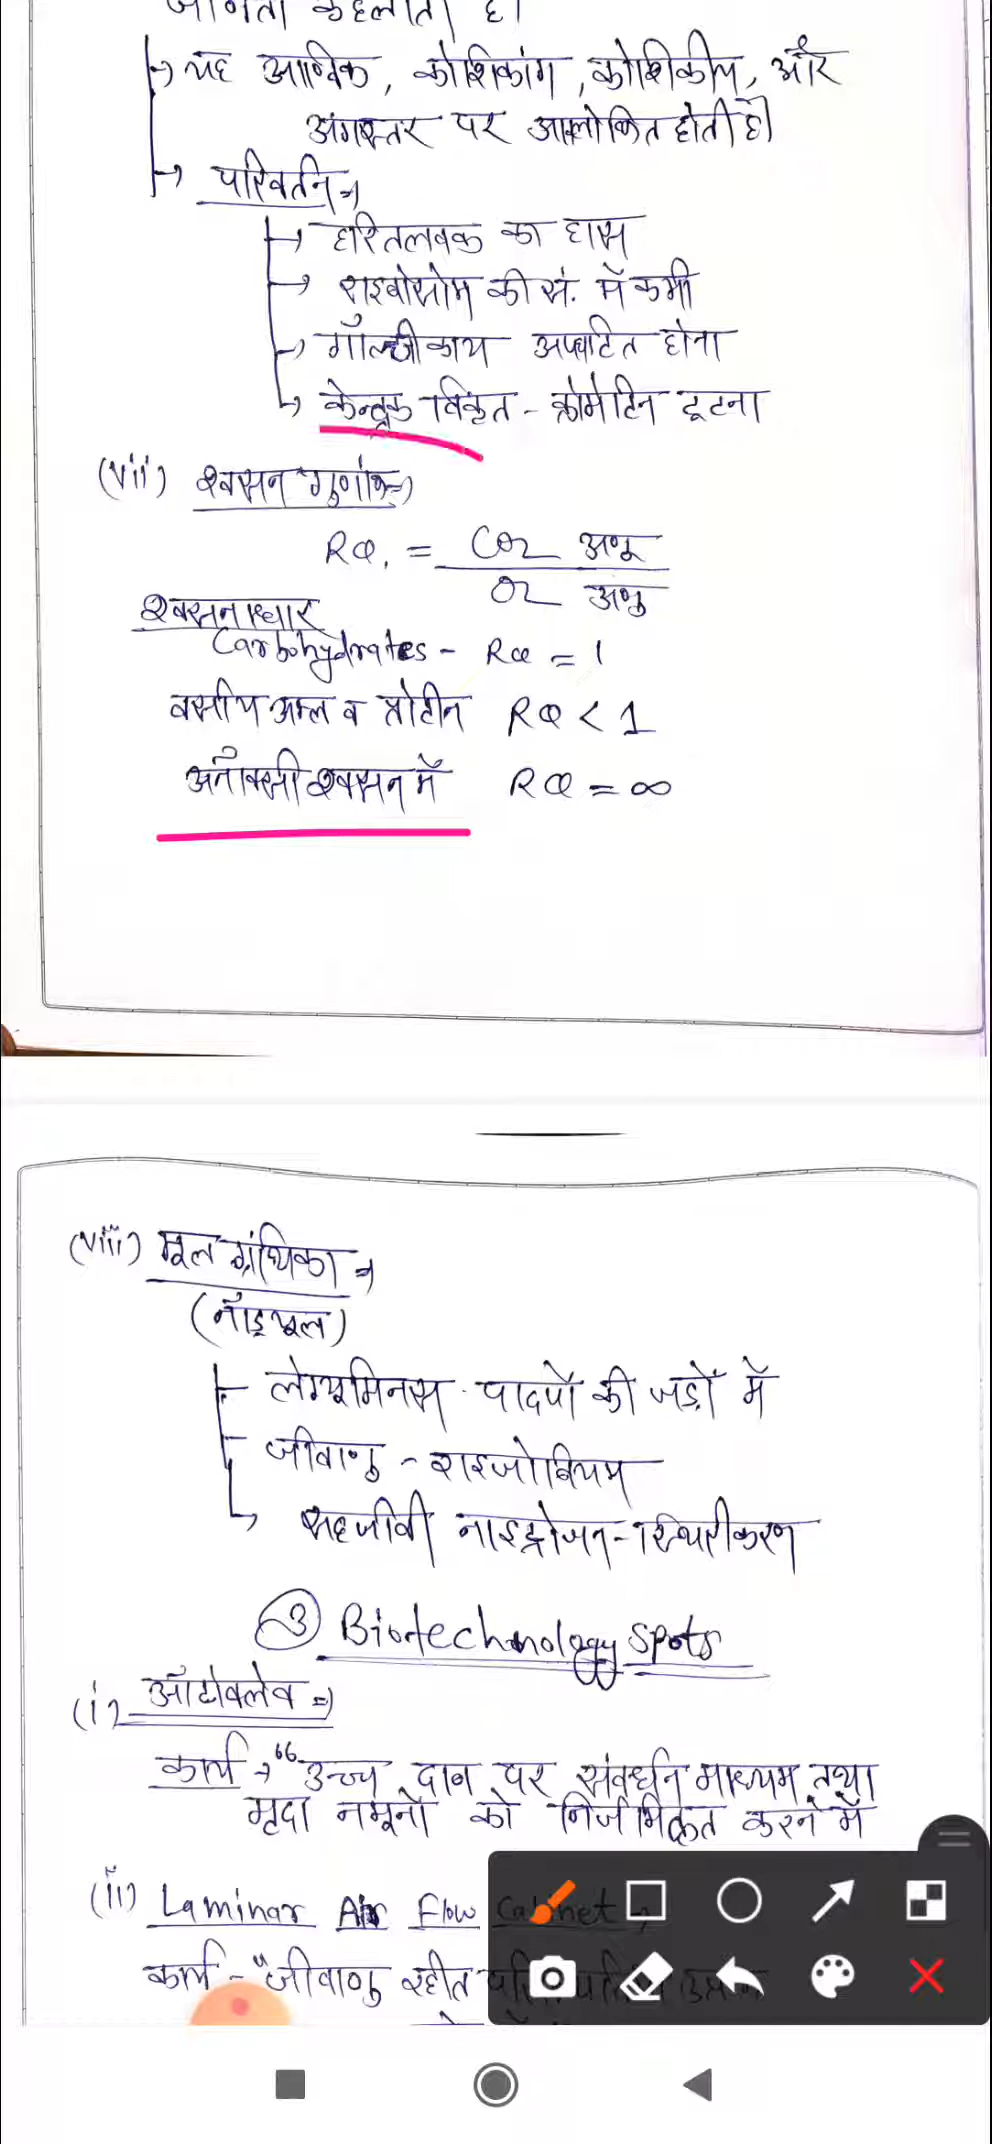 जीर्णता कहलाती है।
→ यह आण्विक, कोशिकांग, कोशिकीय, और
अंगस्तर पर आलोकित होती है।
→ परिवर्तन ⇒
→ हरितलवक का ह्रास
→ राइबोसोम की सं. में कमी
→ गॉल्जीकाय अपघटित होना
→ केन्द्रक विकृत - क्रोमेटिन टूटना
(vii) श्वसन गुणांक ⇒
RQ. = CO2 अणु
O2 अणु
श्वसनाधार
Carbohydrates - RQ = 1
वसीय अम्ल व प्रोटीन RQ < 1
अनॉक्सी श्वसन में RQ = ∞
(viii) मूल ग्रंथिका ⇒
(नॉड्यूल)
लेग्यूमिनस पादपों की जड़ों में
जीवाणु - राइजोबियम
→ सहजीवी नाइट्रोजन - स्थिरीकरण
③ Biotechnology spots
(i) ऑटोक्लेव ⇒
कार्य → "उच्च दाब पर संवर्धन माध्यम तथा
मृदा नमूनों को निर्जर्मिकृत करने में
(ii) Laminar Air Flow Cabinet
कार्य - "जीवाणु रहीत